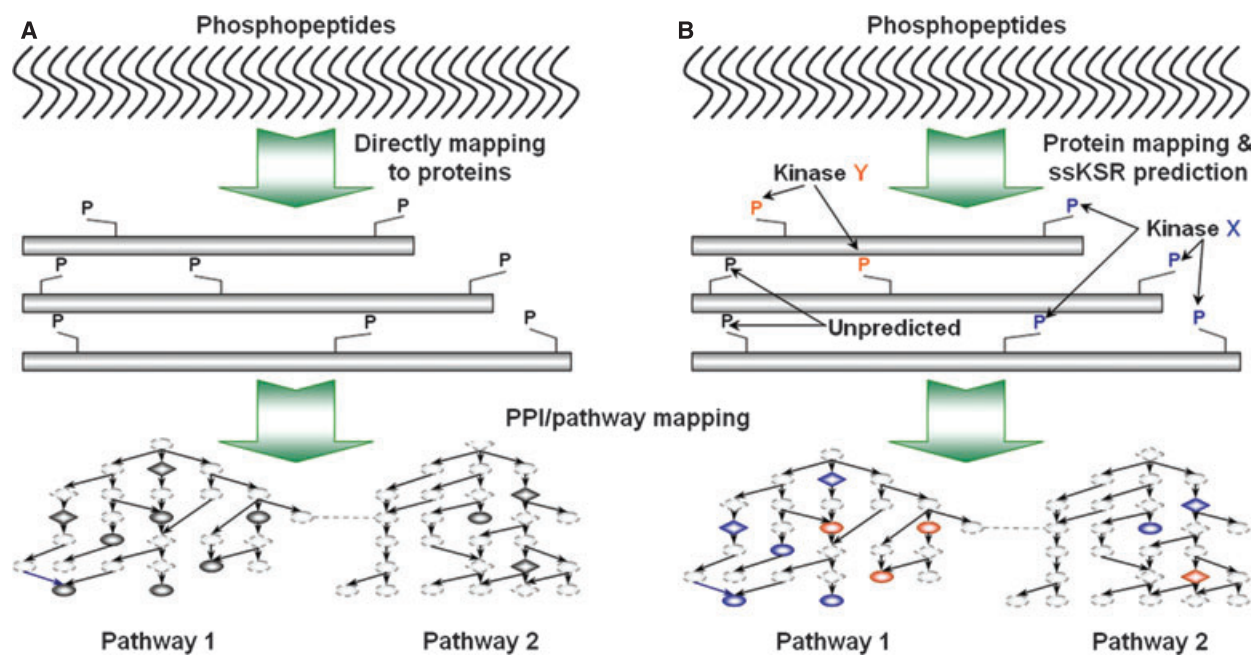 A
Phosphopeptides
Directly mapping
to proteins
P
P
P
P
P
P
P
P
B
Phosphopeptides
Protein mapping &
ssKSR prediction
Kinase Y
P
P
Kinase X
P
P
P
P
P
Unpredicted
P
PPI/pathway mapping
Pathway 1
Pathway 2
Pathway 1
Pathway 2